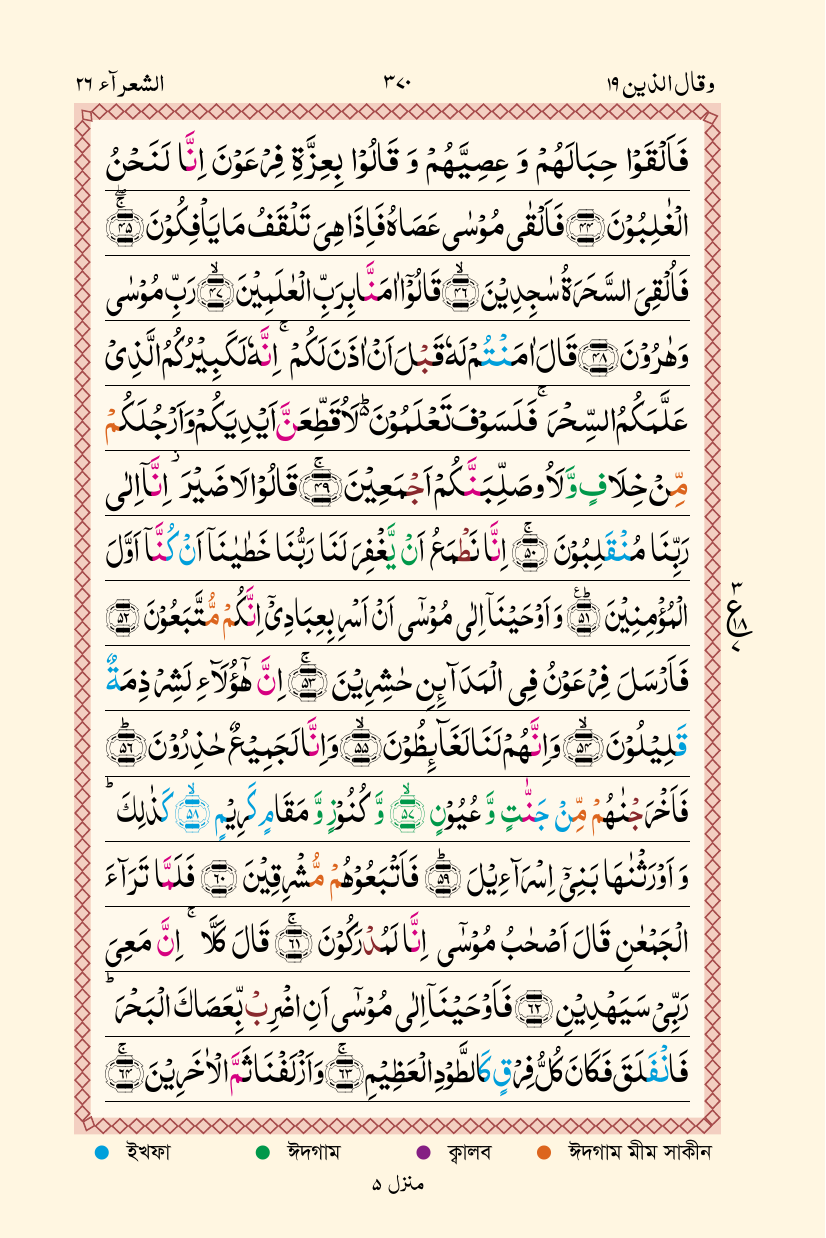 وقال الذين ١٩ ٣٧٠ الشعرآء ٢٦
فَاَلْقَوْا حِبَالَهُمْ وَ عِصِيَّهُمْ وَ قَالُوْا بِعِزَّةِ فِرْعَوْنَ اِنَّا لَنَحْنُ
الْغٰلِبُوْنَ ﴿٤٤﴾ فَاَلْقٰى مُوْسٰى عَصَاهُ فَاِذَا هِىَ تَلْقَفُ مَا يَاْفِكُوْنَ ﴿٤٥﴾ ۚۖ
فَاُلْقِىَ السَّحَرَةُ سٰجِدِيْنَ ﴿٤٦﴾ ۙ قَالُوْۤا اٰمَنَّا بِرَبِّ الْعٰلَمِيْنَ ﴿٤٧﴾ ۙ رَبِّ مُوْسٰى
وَهٰرُوْنَ ﴿٤٨﴾ قَالَ اٰمَنْتُمْ لَهٗ قَبْلَ اَنْ اٰذَنَ لَكُمْ ۚ اِنَّهٗ لَكَبِيْرُكُمُ الَّذِىْ
عَلَّمَكُمُ السِّحْرَ ۚ فَلَسَوْفَ تَعْلَمُوْنَ ؕ لَاُقَطِّعَنَّ اَيْدِيَكُمْ وَاَرْجُلَكُمْ
مِّنْ خِلَافٍ وَّلَاُوصَلِّبَنَّكُمْ اَجْمَعِيْنَ ﴿٤٩﴾ ۚ قَالُوْا لَا ضَيْرَ ؗ اِنَّاۤ اِلٰى
رَبِّنَا مُنْقَلِبُوْنَ ﴿٥٠﴾ ۚ اِنَّا نَطْمَعُ اَنْ يَّغْفِرَ لَنَا رَبُّنَا خَطٰيٰنَاۤ اَنْ كُنَّاۤ اَوَّلَ
الْمُؤْمِنِيْنَ ﴿٥١﴾ ؕ وَ اَوْحَيْنَاۤ اِلٰى مُوْسٰٓى اَنْ اَسْرِ بِعِبَادِىْۤ اِنَّكُمْ مُّتَّبَعُوْنَ ﴿٥٢﴾
٣ ع ١٨ ٧
فَاَرْسَلَ فِرْعَوْنُ فِى الْمَدَآئِنِ حٰشِرِيْنَ ﴿٥٣﴾ ۚ اِنَّ هٰٓؤُلَآءِ لَشِرْذِمَةٌ
قَلِيْلُوْنَ ﴿٥٤﴾ ۙ وَاِنَّهُمْ لَنَا لَغَآئِظُوْنَ ﴿٥٥﴾ ۙ وَاِنَّا لَجَمِيْعٌ حٰذِرُوْنَ ﴿٥٦﴾ ؕ
فَاَخْرَجْنٰهُمْ مِّنْ جَنّٰتٍ وَّ عُيُوْنٍ ﴿٥٧﴾ ۙ وَّ كُنُوْزٍ وَّ مَقَامٍ كَرِيْمٍ ﴿٥٨﴾ ۙ كَذٰلِكَ ؕ
وَ اَوْرَثْنٰهَا بَنِىْۤ اِسْرَآءِيْلَ ﴿٥٩﴾ ؕ فَاَتْبَعُوْهُمْ مُّشْرِقِيْنَ ﴿٦٠﴾ فَلَمَّا تَرَآءَ
الْجَمْعٰنِ قَالَ اَصْحٰبُ مُوْسٰٓى اِنَّا لَمُدْرَكُوْنَ ﴿٦١﴾ ۚ قَالَ كَلَّا ۚ اِنَّ مَعِىَ
رَبِّىْ سَيَهْدِيْنِ ﴿٦٢﴾ فَاَوْحَيْنَاۤ اِلٰى مُوْسٰٓى اَنِ اضْرِبْ بِّعَصَاكَ الْبَحْرَ ؕ
فَانْفَلَقَ فَكَانَ كُلُّ فِرْقٍ كَالطَّوْدِ الْعَظِيْمِ ﴿٦٣﴾ ۚ وَاَزْلَفْنَا ثَمَّ الْاٰخَرِيْنَ ﴿٦٤﴾ ۚ
ইখফা ঈদগাম ক্বালব ঈদগাম মীম সাকীন
منزل ٥